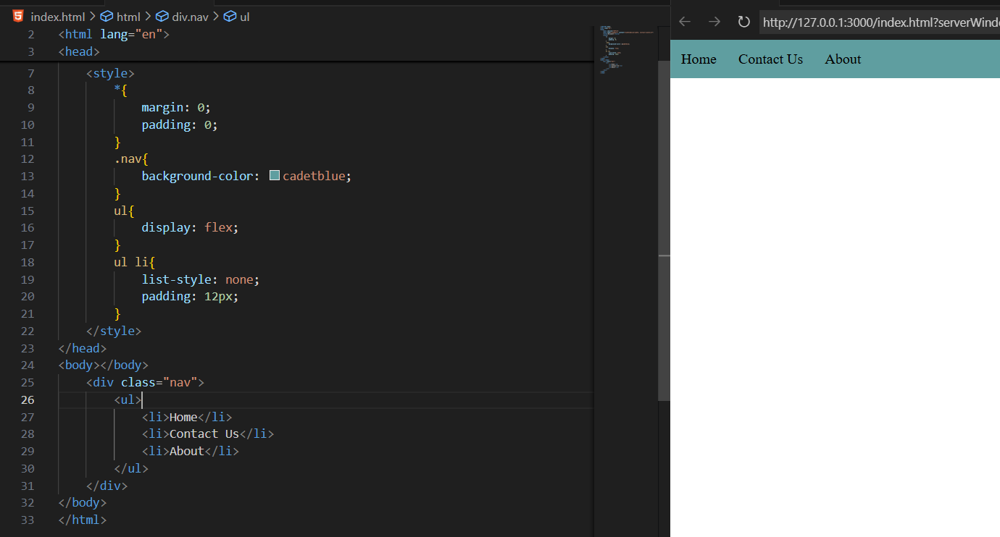 index.html > html > div.nav > ul
2 <html lang="en">
3 <head>
7 <style>
8 *{
9 margin: 0;
10 padding: 0;
11 }
12 .nav{
13 background-color: cadetblue;
14 }
15 ul{
16 display: flex;
17 }
18 ul li{
19 list-style: none;
20 padding: 12px;
21 }
22 </style>
23 </head>
24 <body></body>
25 <div class="nav">
26 <ul>
27 <li>Home</li>
28 <li>Contact Us</li>
29 <li>About</li>
30 </ul>
31 </div>
32 </body>
33 </html>
http://127.0.0.1:3000/index.html?serverWind
Home Contact Us About